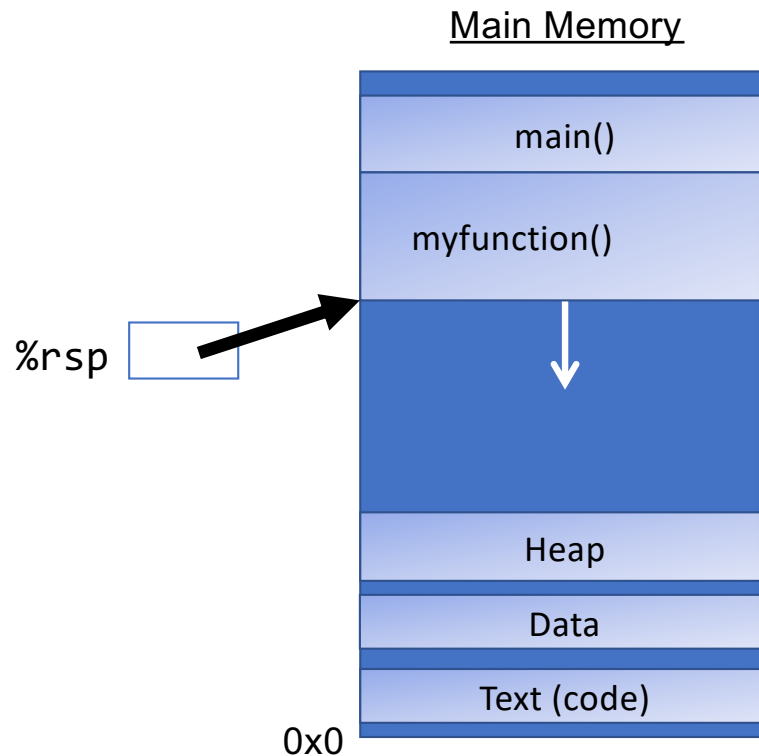 Main Memory
main()
myfunction()
%rsp
Heap
Data
Text (code)
0x0